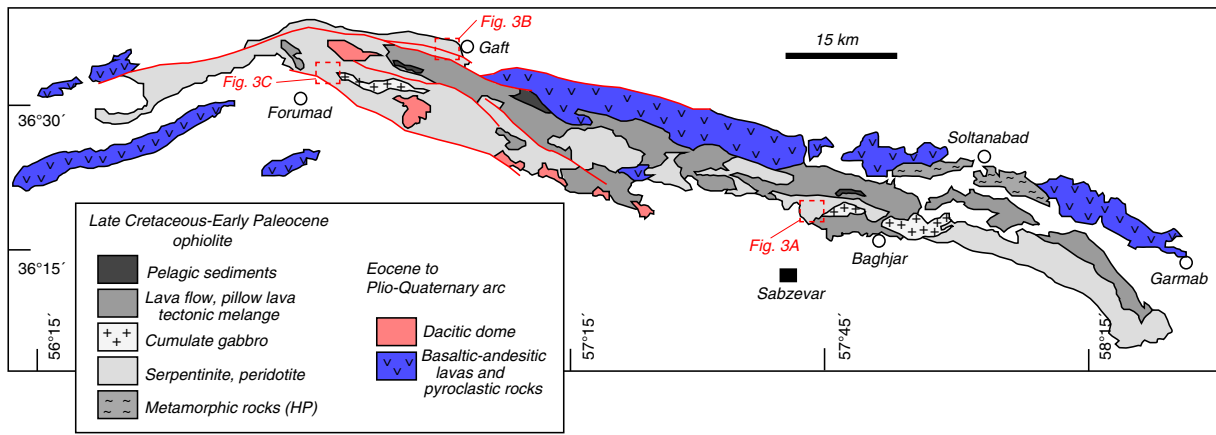 Fig. 3B
Gaft
15 km
Fig. 3C
Forumad
36°30´
Soltanabad
Late Cretaceous-Early Paleocene
ophiolite
Pelagic sediments
Lava flow, pillow lava
tectonic melange
Cumulate gabbro
Serpentinite, peridotite
Metamorphic rocks (HP)
Eocene to
Plio-Quaternary arc
Dacitic dome
Basaltic-andesitic
lavas and
pyroclastic rocks
Fig. 3A
Baghjar
36°15´
Sabzevar
Garmab
56°15´
57°15´
57°45´
58°15´